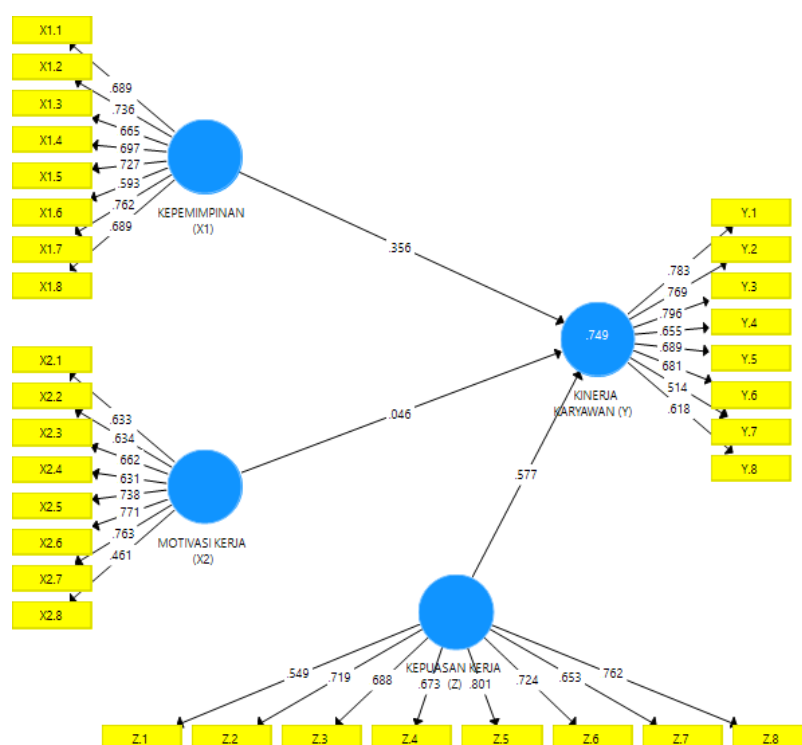 X1.1
X1.2
X1.3
X1.4
X1.5
X1.6
X1.7
X1.8
.689
.736
665
697
.727
.593
.762
.689
KEPEMIMPINAN
(X1)
.356
X2.1
X2.2
X2.3
X2.4
X2.5
X2.6
X2.7
X2.8
.633
.634
662
.631
.738
.771
.763
.461
MOTIVASI KERJA
(X2)
.046
.749
KINERJA
KARYAWAN (Y)
.783
769
.796
.655
.689
681
514
.618
Y.1
Y.2
Y.3
Y.4
Y.5
Y.6
Y.7
Y.8
.577
KEPUASAN KERJA
(Z)
.549
.719
688
.673
.801
.724
.653
762
Z.1
Z.2
Z.3
Z.4
Z.5
Z.6
Z.7
Z.8